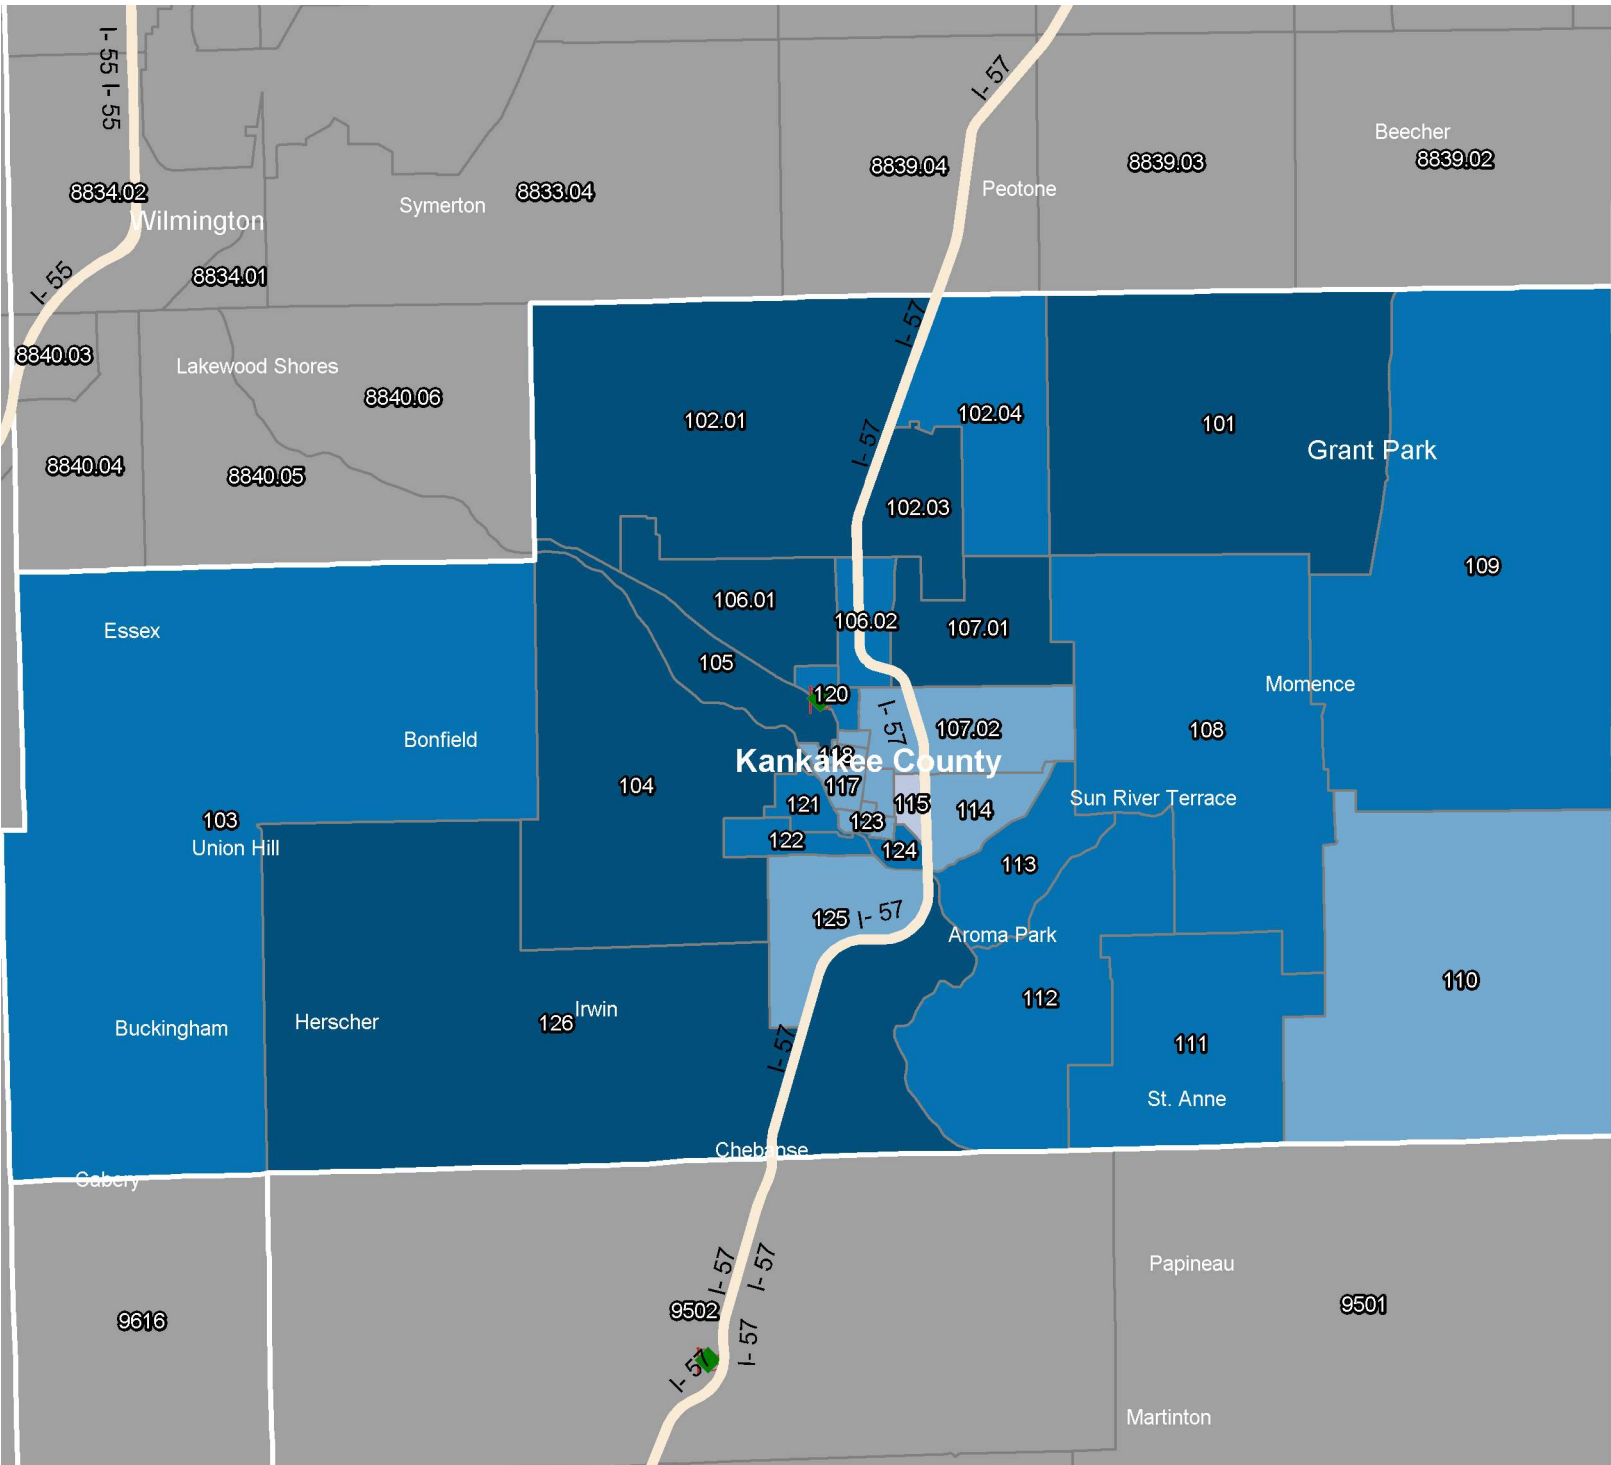 I- 55
I- 55
I- 57
Beecher
8839.02
8839.03
8839.04
Peotone
8834.02
8833.04
Symerton
Wilmington
8834.01
I- 55
I- 57
8840.03
Lakewood Shores
8840.06
102.01
102.04
101
I- 57
Grant Park
8840.04
8840.05
102.03
109
106.01
106.02
107.01
Essex
105
120
Momence
I- 57
107.02
108
Bonfield
118
Kankakee County
104
117
121
115
114
Sun River Terrace
103
123
Union Hill
122
124
113
125
I- 57
Aroma Park
110
112
Irwin
126
Herscher
Buckingham
I- 57
111
St. Anne
Chebanse
Cabery
I- 57
I- 57
Papineau
9502
9501
9616
I- 57
I- 57
Martinton